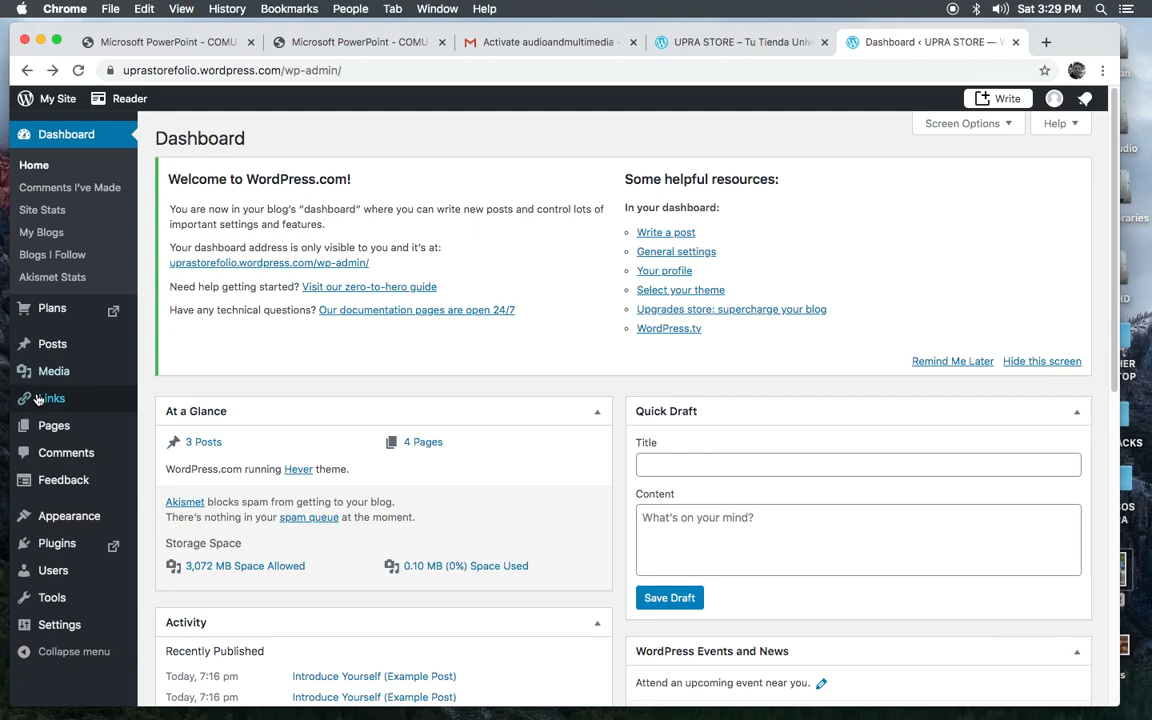 Chrome File Edit View History Bookmarks People Tab Window Help Sat 3:29 PM
Microsoft PowerPoint - COMU Microsoft PowerPoint - COMU Activate audioandmultimedia - UPRA STORE – Tu Tienda Univ Dashboard ‹ UPRA STORE — W
uprastorefolio.wordpress.com/wp-admin/
My Site Reader Write
Dashboard
Home
Comments I've Made
Site Stats
My Blogs
Blogs I Follow
Akismet Stats
Plans
Posts
Media
Links
Pages
Comments
Feedback
Appearance
Plugins
Users
Tools
Settings
Collapse menu
Screen Options Help
Dashboard
Welcome to WordPress.com!
You are now in your blog's “dashboard” where you can write new posts and control lots of
important settings and features.
Your dashboard address is only visible to you and it's at:
uprastorefolio.wordpress.com/wp-admin/
Need help getting started? Visit our zero-to-hero guide
Have any technical questions? Our documentation pages are open 24/7
Some helpful resources:
In your dashboard:
Write a post
General settings
Your profile
Select your theme
Upgrades store: supercharge your blog
WordPress.tv
Remind Me Later Hide this screen
At a Glance
3 Posts 4 Pages
WordPress.com running Hever theme.
Akismet blocks spam from getting to your blog.
There's nothing in your spam queue at the moment.
Storage Space
3,072 MB Space Allowed 0.10 MB (0%) Space Used
Activity
Recently Published
Today, 7:16 pm Introduce Yourself (Example Post)
Today, 7:16 pm Introduce Yourself (Example Post)
Quick Draft
Title
Content
What's on your mind?
Save Draft
WordPress Events and News
Attend an upcoming event near you.